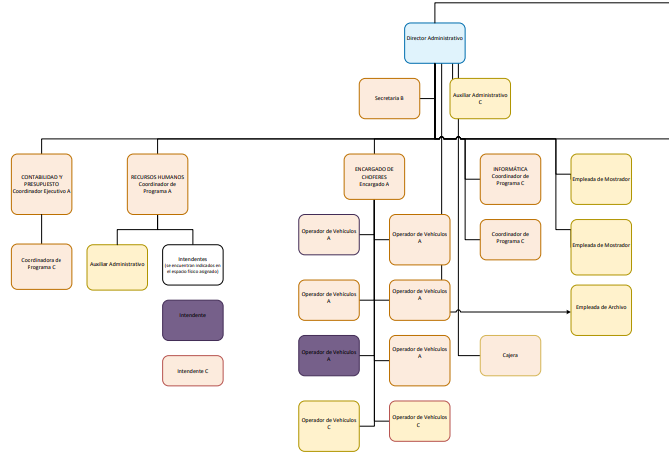 Director Administrativo
Secretaria B
Auxiliar Administrativo
C
CONTABILIDAD Y
PRESUPUESTO
Coordinador Ejecutivo A
RECURSOS HUMANOS
Coordinador de
Programa A
ENCARGADO DE
CHOFERES
Encargado A
INFORMÁTICA
Coordinador de
Programa C
Empleada de Mostrador
Coordinadora de
Programa C
Auxiliar Administrativo
Intendentes
(se encuentran indicados en
el espacio físico asignado)
Operador de Vehículos
A
Operador de Vehículos
A
Coordinador de
Programa C
Empleada de Mostrador
Intendente
Operador de Vehículos
A
Operador de Vehículos
A
Empleada de Archivo
Intendente C
Operador de Vehículos
A
Operador de Vehículos
A
Cajera
Operador de Vehículos
C
Operador de Vehículos
C